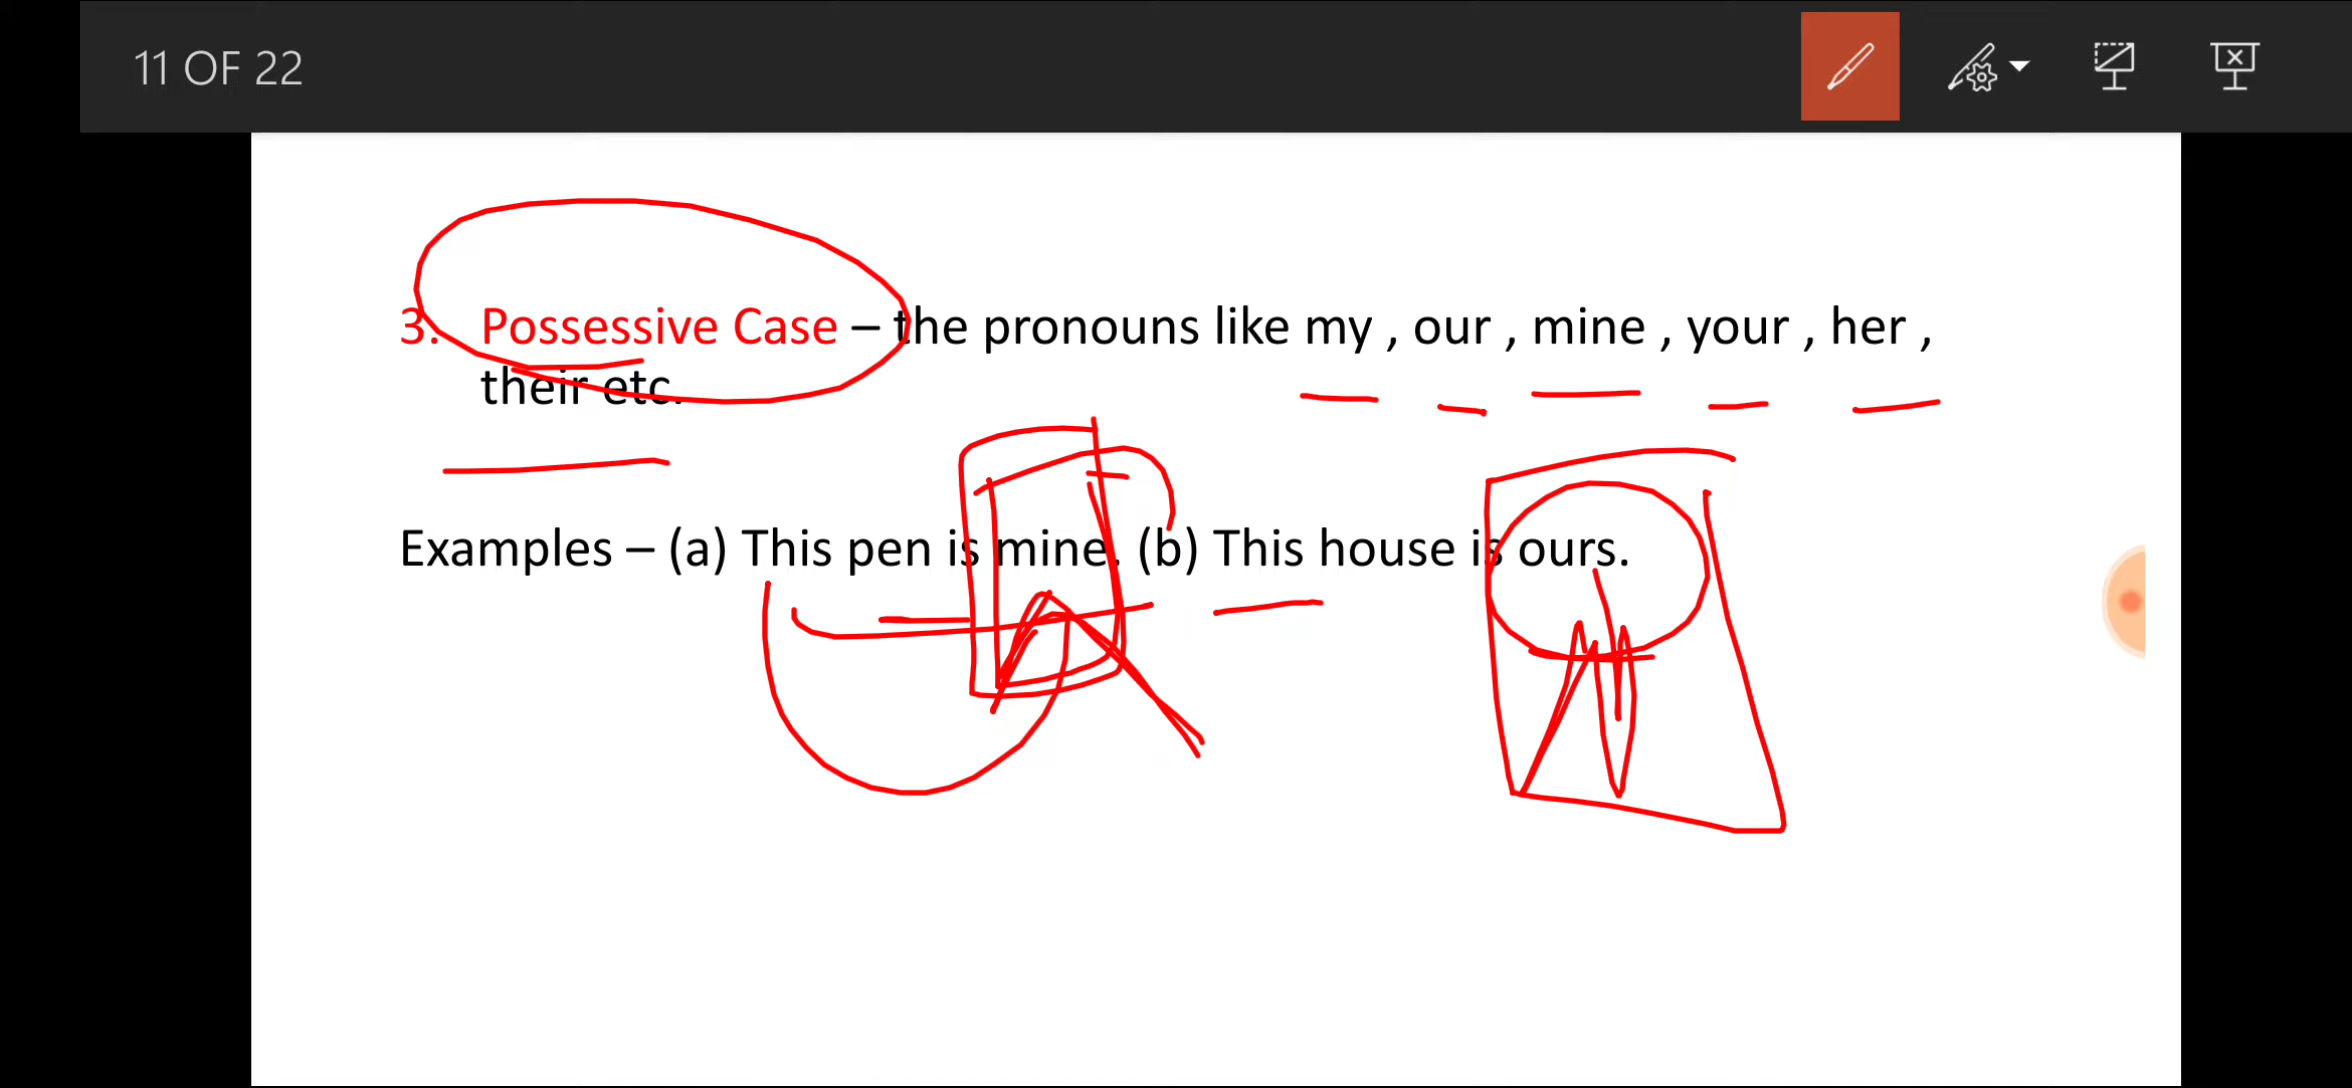 11 OF 22
3. Possessive Case – the pronouns like my , our , mine , your , her ,
their etc.
Examples – (a) This pen is mine. (b) This house is ours.